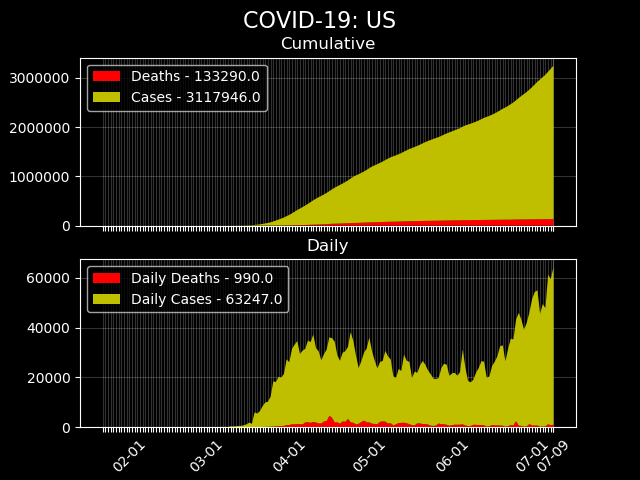 COVID-19: US
Cumulative
Deaths - 133290.0
Cases - 3117946.0
3000000
2000000
1000000
0
Daily
Daily Deaths - 990.0
Daily Cases - 63247.0
60000
40000
20000
0
02-01
03-01
04-01
05-01
06-01
07-01
07-09